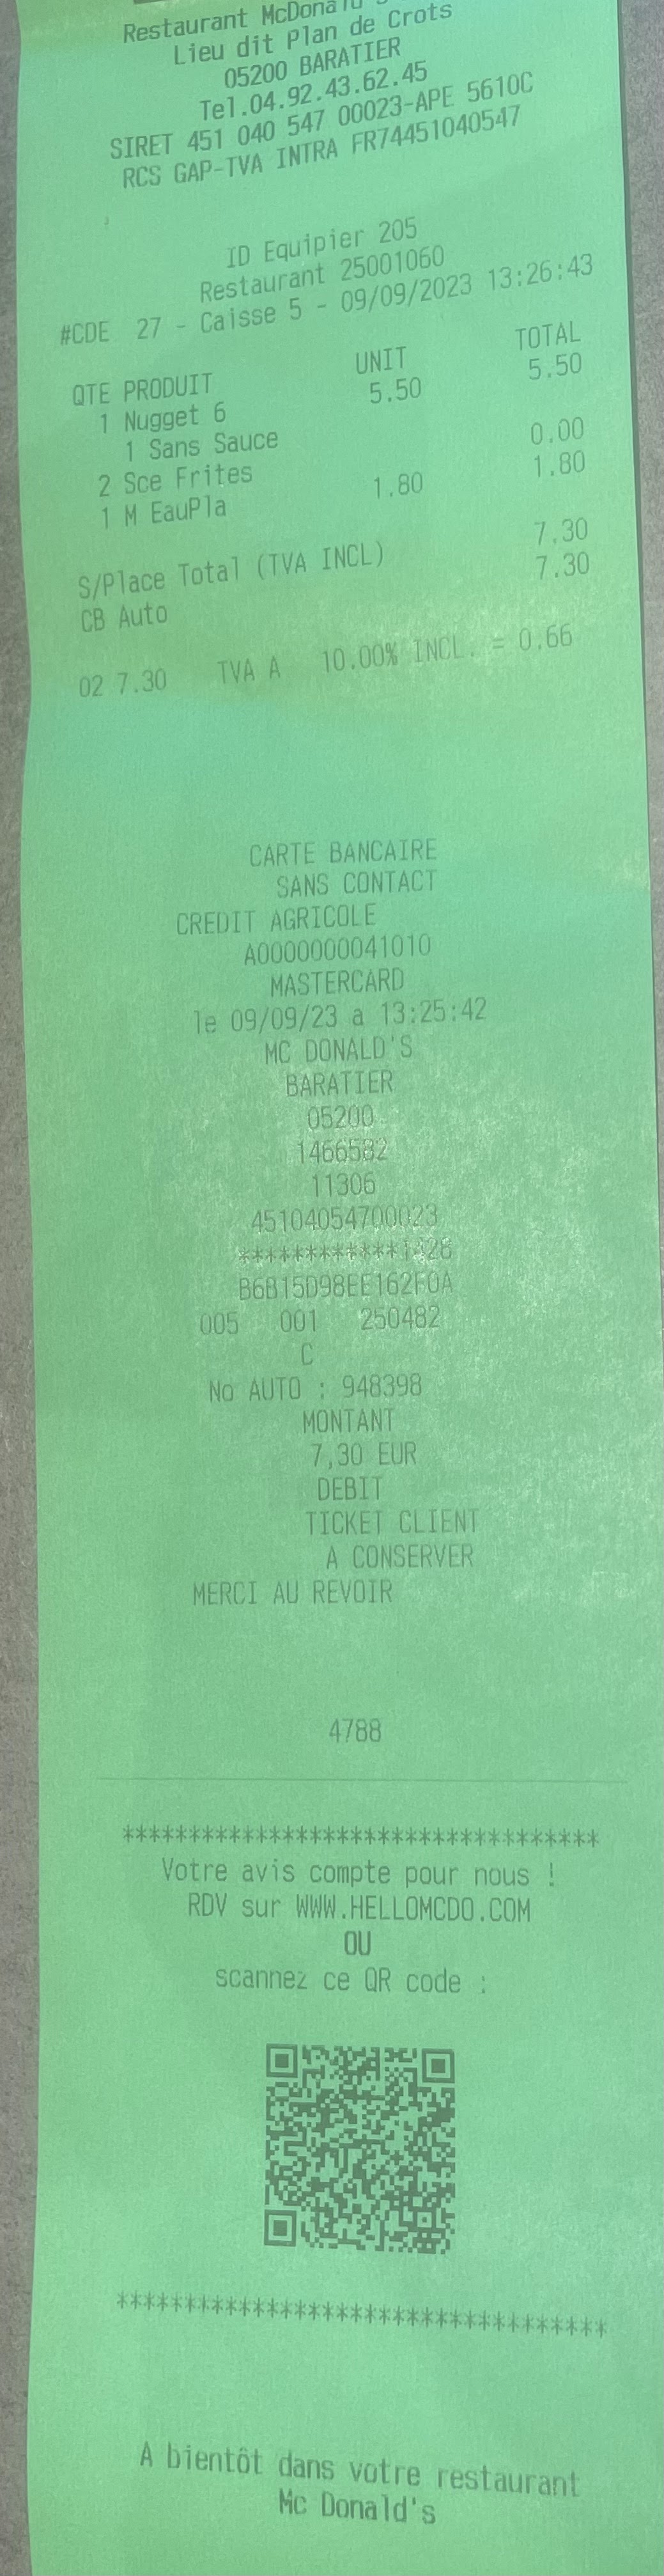 Restaurant McDonald
Lieu dit Plan de Crots
05200 BARATIER
Tel.04.92.43.62.45
SIRET 451 040 547 00023-APE 5610C
RCS GAP-TVA INTRA FR74451040547
ID Equipier 205
Restaurant 25001060
#CDE 27 - Caisse 5 - 09/09/2023 13:26:43
QTE PRODUIT UNIT TOTAL
1 Nugget 6 5.50 5.50
1 Sans Sauce
2 Sce Frites 0.00
1 M EauPla 1.80 1.80
S/Place Total (TVA INCL) 7.30
CB Auto 7.30
02 7.30 TVA A 10.00% INCL. = 0.66
CARTE BANCAIRE
SANS CONTACT
CREDIT AGRICOLE
A0000000041010
MASTERCARD
le 09/09/23 a 13:25:42
MC DONALD'S
BARATIER
05200
1466582
11306
45104054700023
************1426
B6B15D98EE162F0A
005 001 250482
C
No AUTO : 948398
MONTANT
7,30 EUR
DEBIT
TICKET CLIENT
A CONSERVER
MERCI AU REVOIR
4788
************************************
Votre avis compte pour nous !
RDV sur WWW.HELLOMCDO.COM
OU
scannez ce QR code :
************************************
A bientôt dans votre restaurant
Mc Donald's